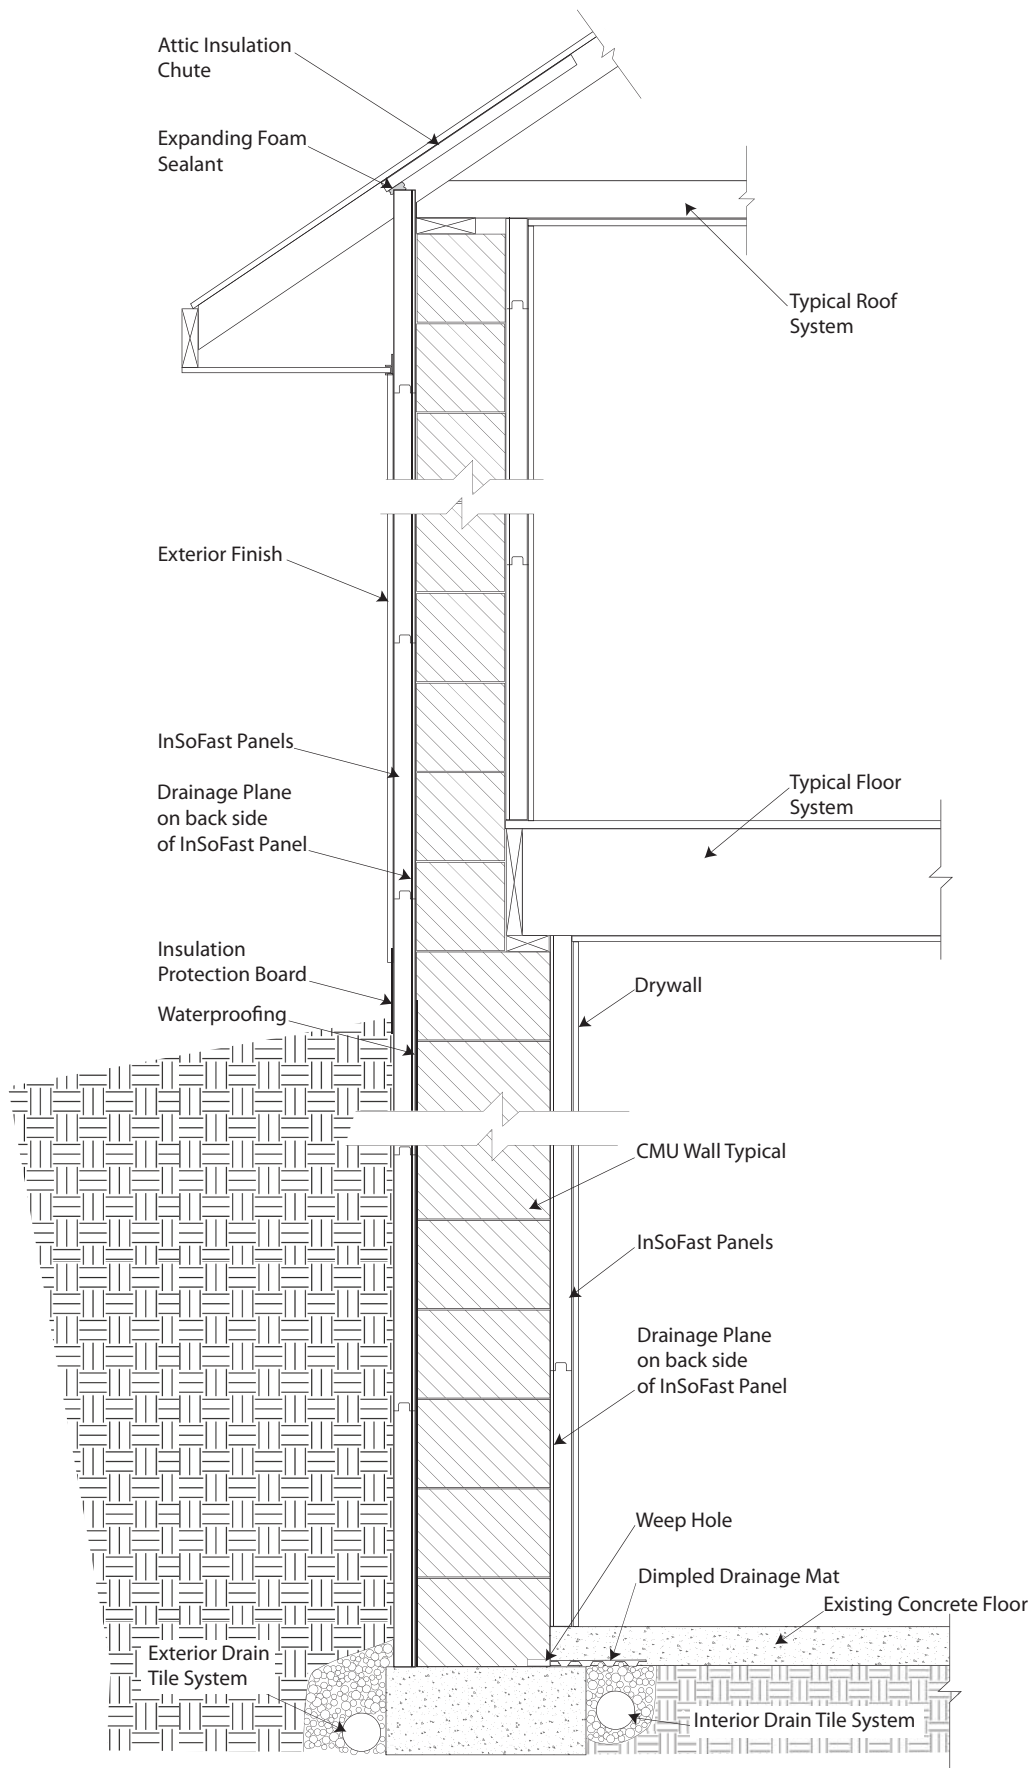 Attic Insulation
Chute
Expanding Foam
Sealant
Typical Roof
System
Exterior Finish
InSoFast Panels
Drainage Plane
on back side
of InSoFast Panel
Typical Floor
System
Insulation
Protection Board
Waterproofing
Drywall
CMU Wall Typical
InSoFast Panels
Drainage Plane
on back side
of InSoFast Panel
Weep Hole
Dimpled Drainage Mat
Existing Concrete Floor
Exterior Drain
Tile System
Interior Drain Tile System